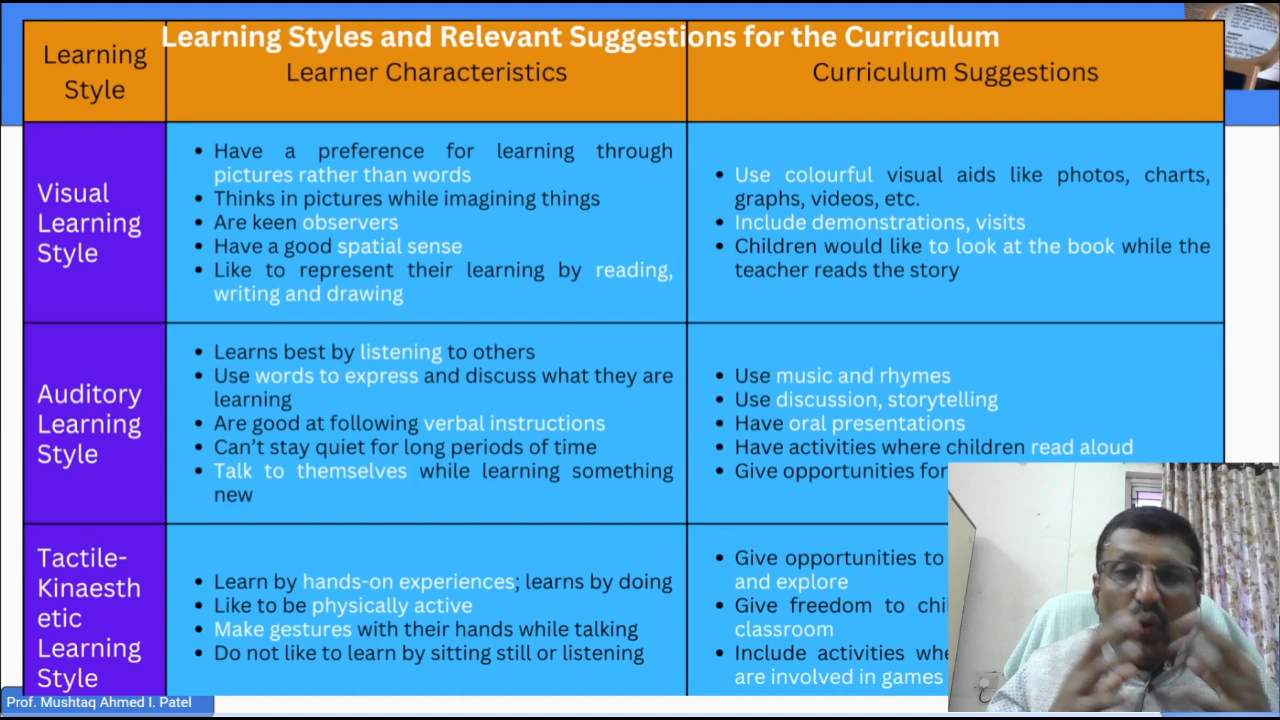 Learning Styles and Relevant Suggestions for the Curriculum
Learning
Style
Learner Characteristics
Curriculum Suggestions
Visual
Learning
Style
• Have a preference for learning through
pictures rather than words
• Thinks in pictures while imagining things
• Are keen observers
• Have a good spatial sense
• Like to represent their learning by reading,
writing and drawing
• Use colourful visual aids like photos, charts,
graphs, videos, etc.
• Include demonstrations, visits
• Children would like to look at the book while the
teacher reads the story
Auditory
Learning
Style
• Learns best by listening to others
• Use words to express and discuss what they are
learning
• Are good at following verbal instructions
• Can't stay quiet for long periods of time
• Talk to themselves while learning something
new
• Use music and rhymes
• Use discussion, storytelling
• Have oral presentations
• Have activities where children read aloud
• Give opportunities for
Tactile-
Kinaesth
etic
Learning
Style
• Learn by hands-on experiences; learns by doing
• Like to be physically active
• Make gestures with their hands while talking
• Do not like to learn by sitting still or listening
• Give opportunities to
and explore
• Give freedom to
classroom
• Include activities
are involved in games
Prof. Mushtaq Ahmed I. Patel